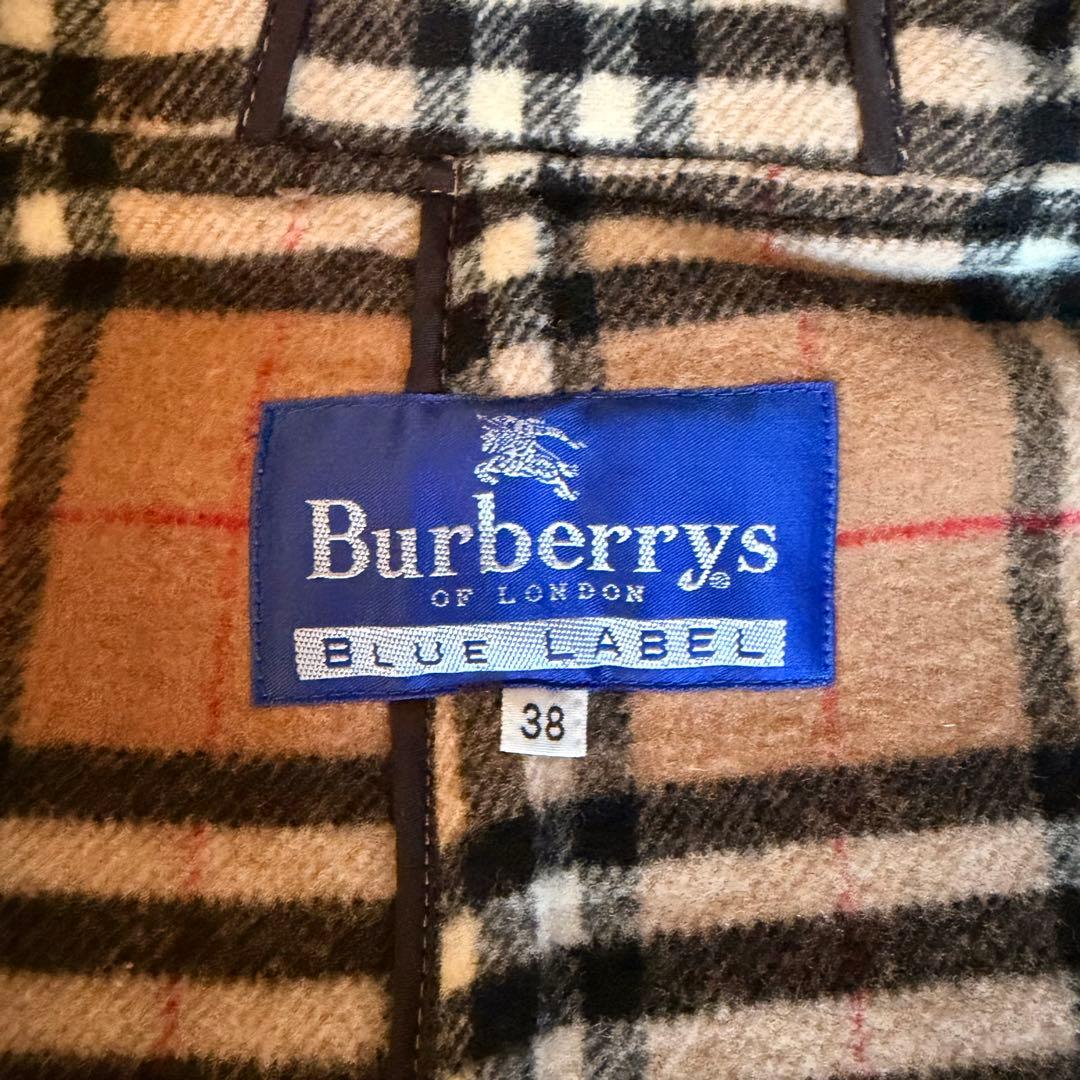 Burberrys®
OF LONDON
BLUE LABEL
38